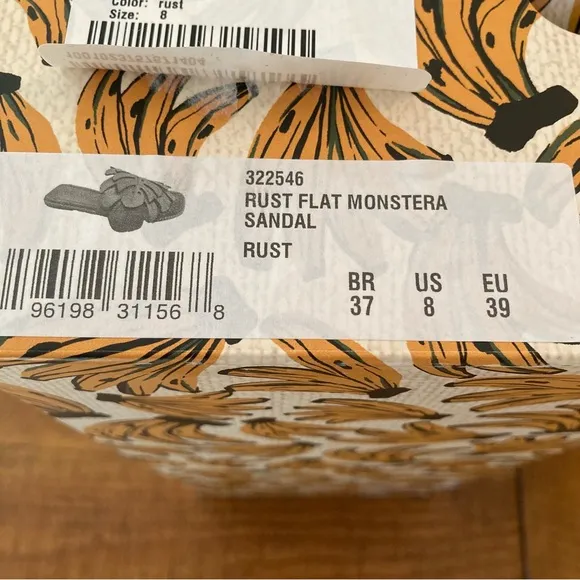 Color: rust
Size: 8
322546
RUST FLAT MONSTERA
SANDAL
RUST
BR US EU
37 8 39
96198 31156 8